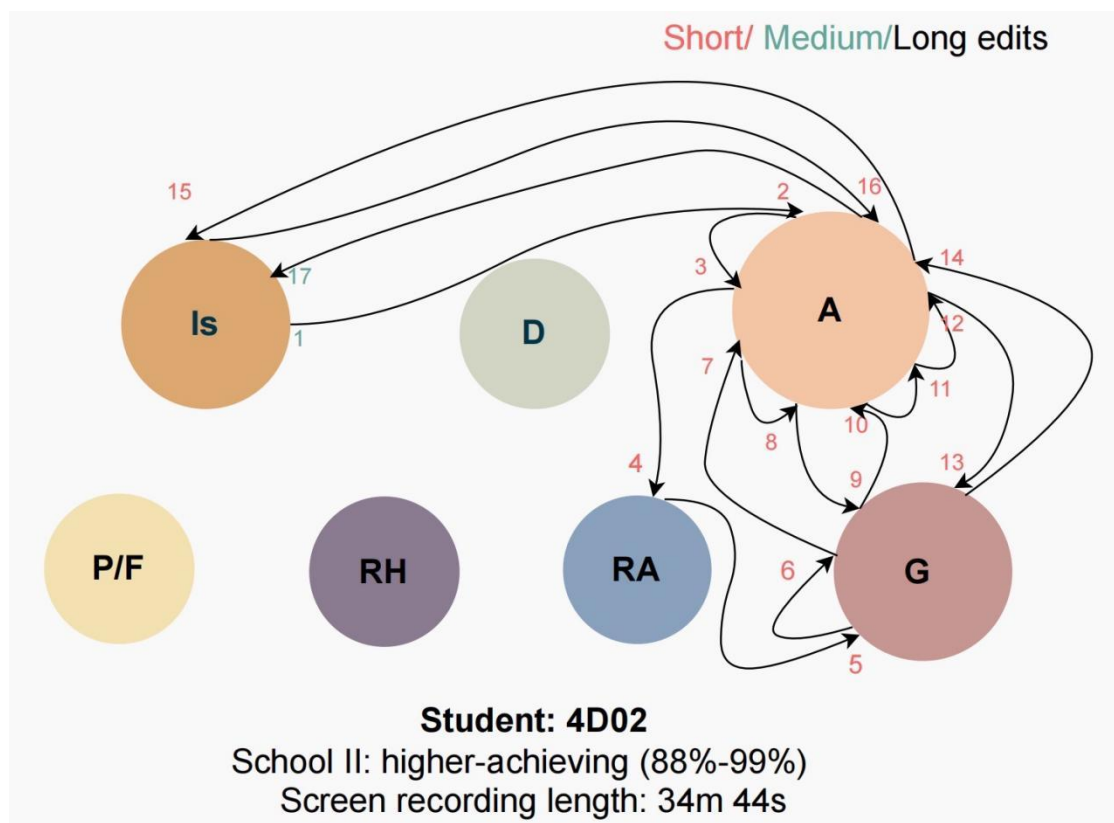 Short/ Medium/Long edits
15
2
16
3
14
17
Is
1
D
A
12
7
11
8
10
4
9
13
P/F
RH
RA
6
G
5
Student: 4D02
School II: higher-achieving (88%-99%)
Screen recording length: 34m 44s